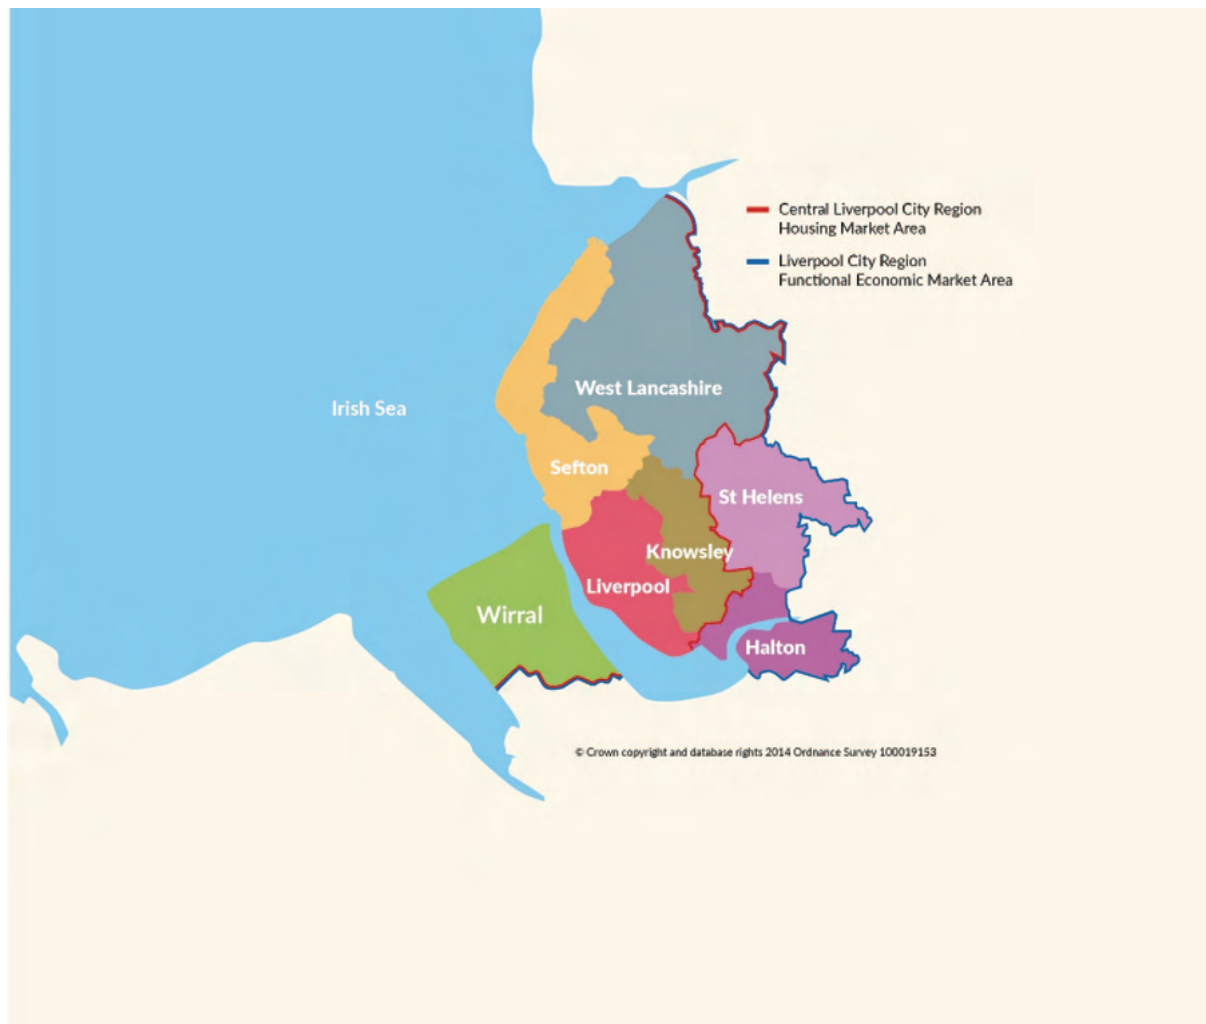 Central Liverpool City Region
Housing Market Area
Liverpool City Region
Functional Economic Market Area
West Lancashire
Irish Sea
Sefton
St Helens
Knowsley
Liverpool
Wirral
Halton
© Crown copyright and database rights 2014 Ordnance Survey 100019153